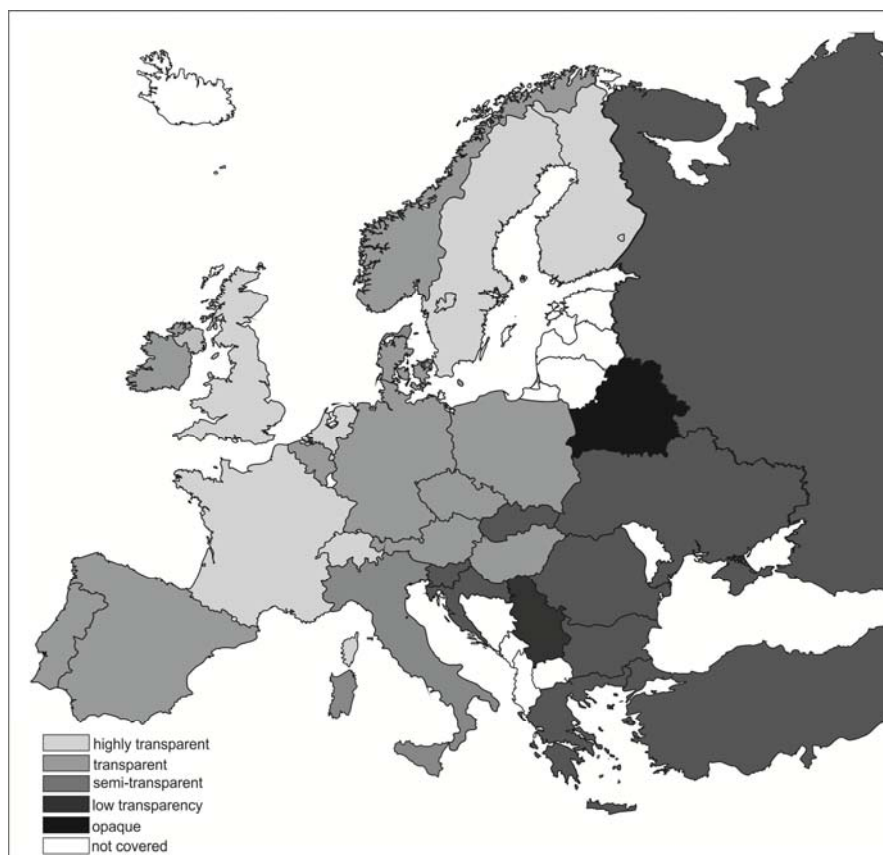 highly transparent
transparent
semi-transparent
low transparency
opaque
not covered